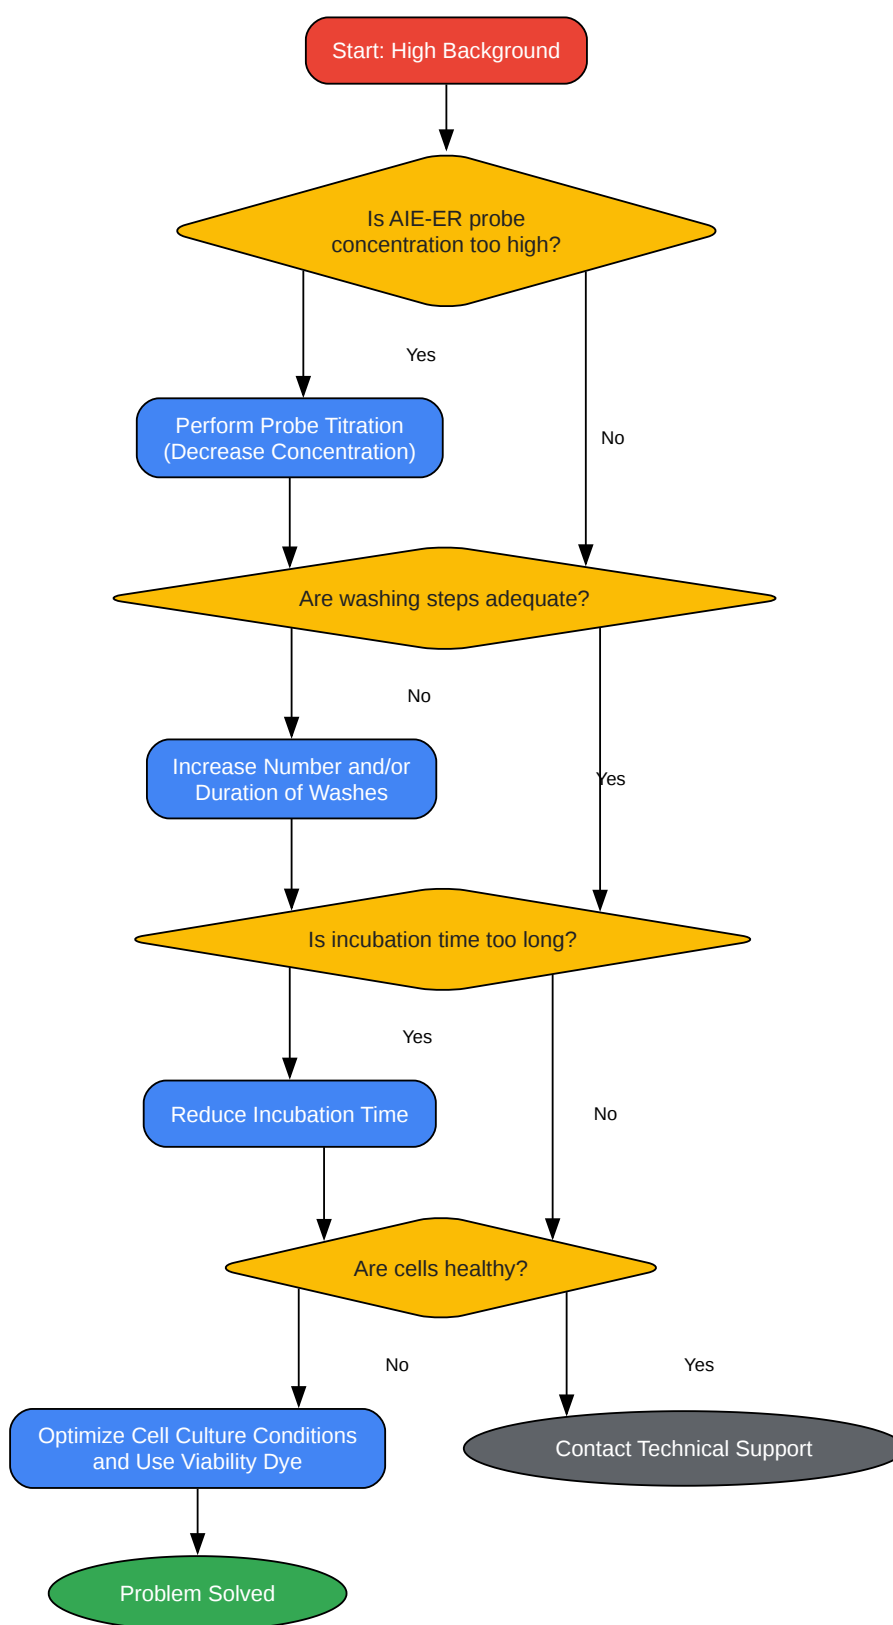 Start: High Background
Is AIE-ER probe
concentration too high?
Yes
Perform Probe Titration
(Decrease Concentration)
No
Are washing steps adequate?
No
Increase Number and/or
Duration of Washes
Yes
Is incubation time too long?
Yes
Reduce Incubation Time
No
Are cells healthy?
No
Yes
Optimize Cell Culture Conditions
and Use Viability Dye
Contact Technical Support
Problem Solved